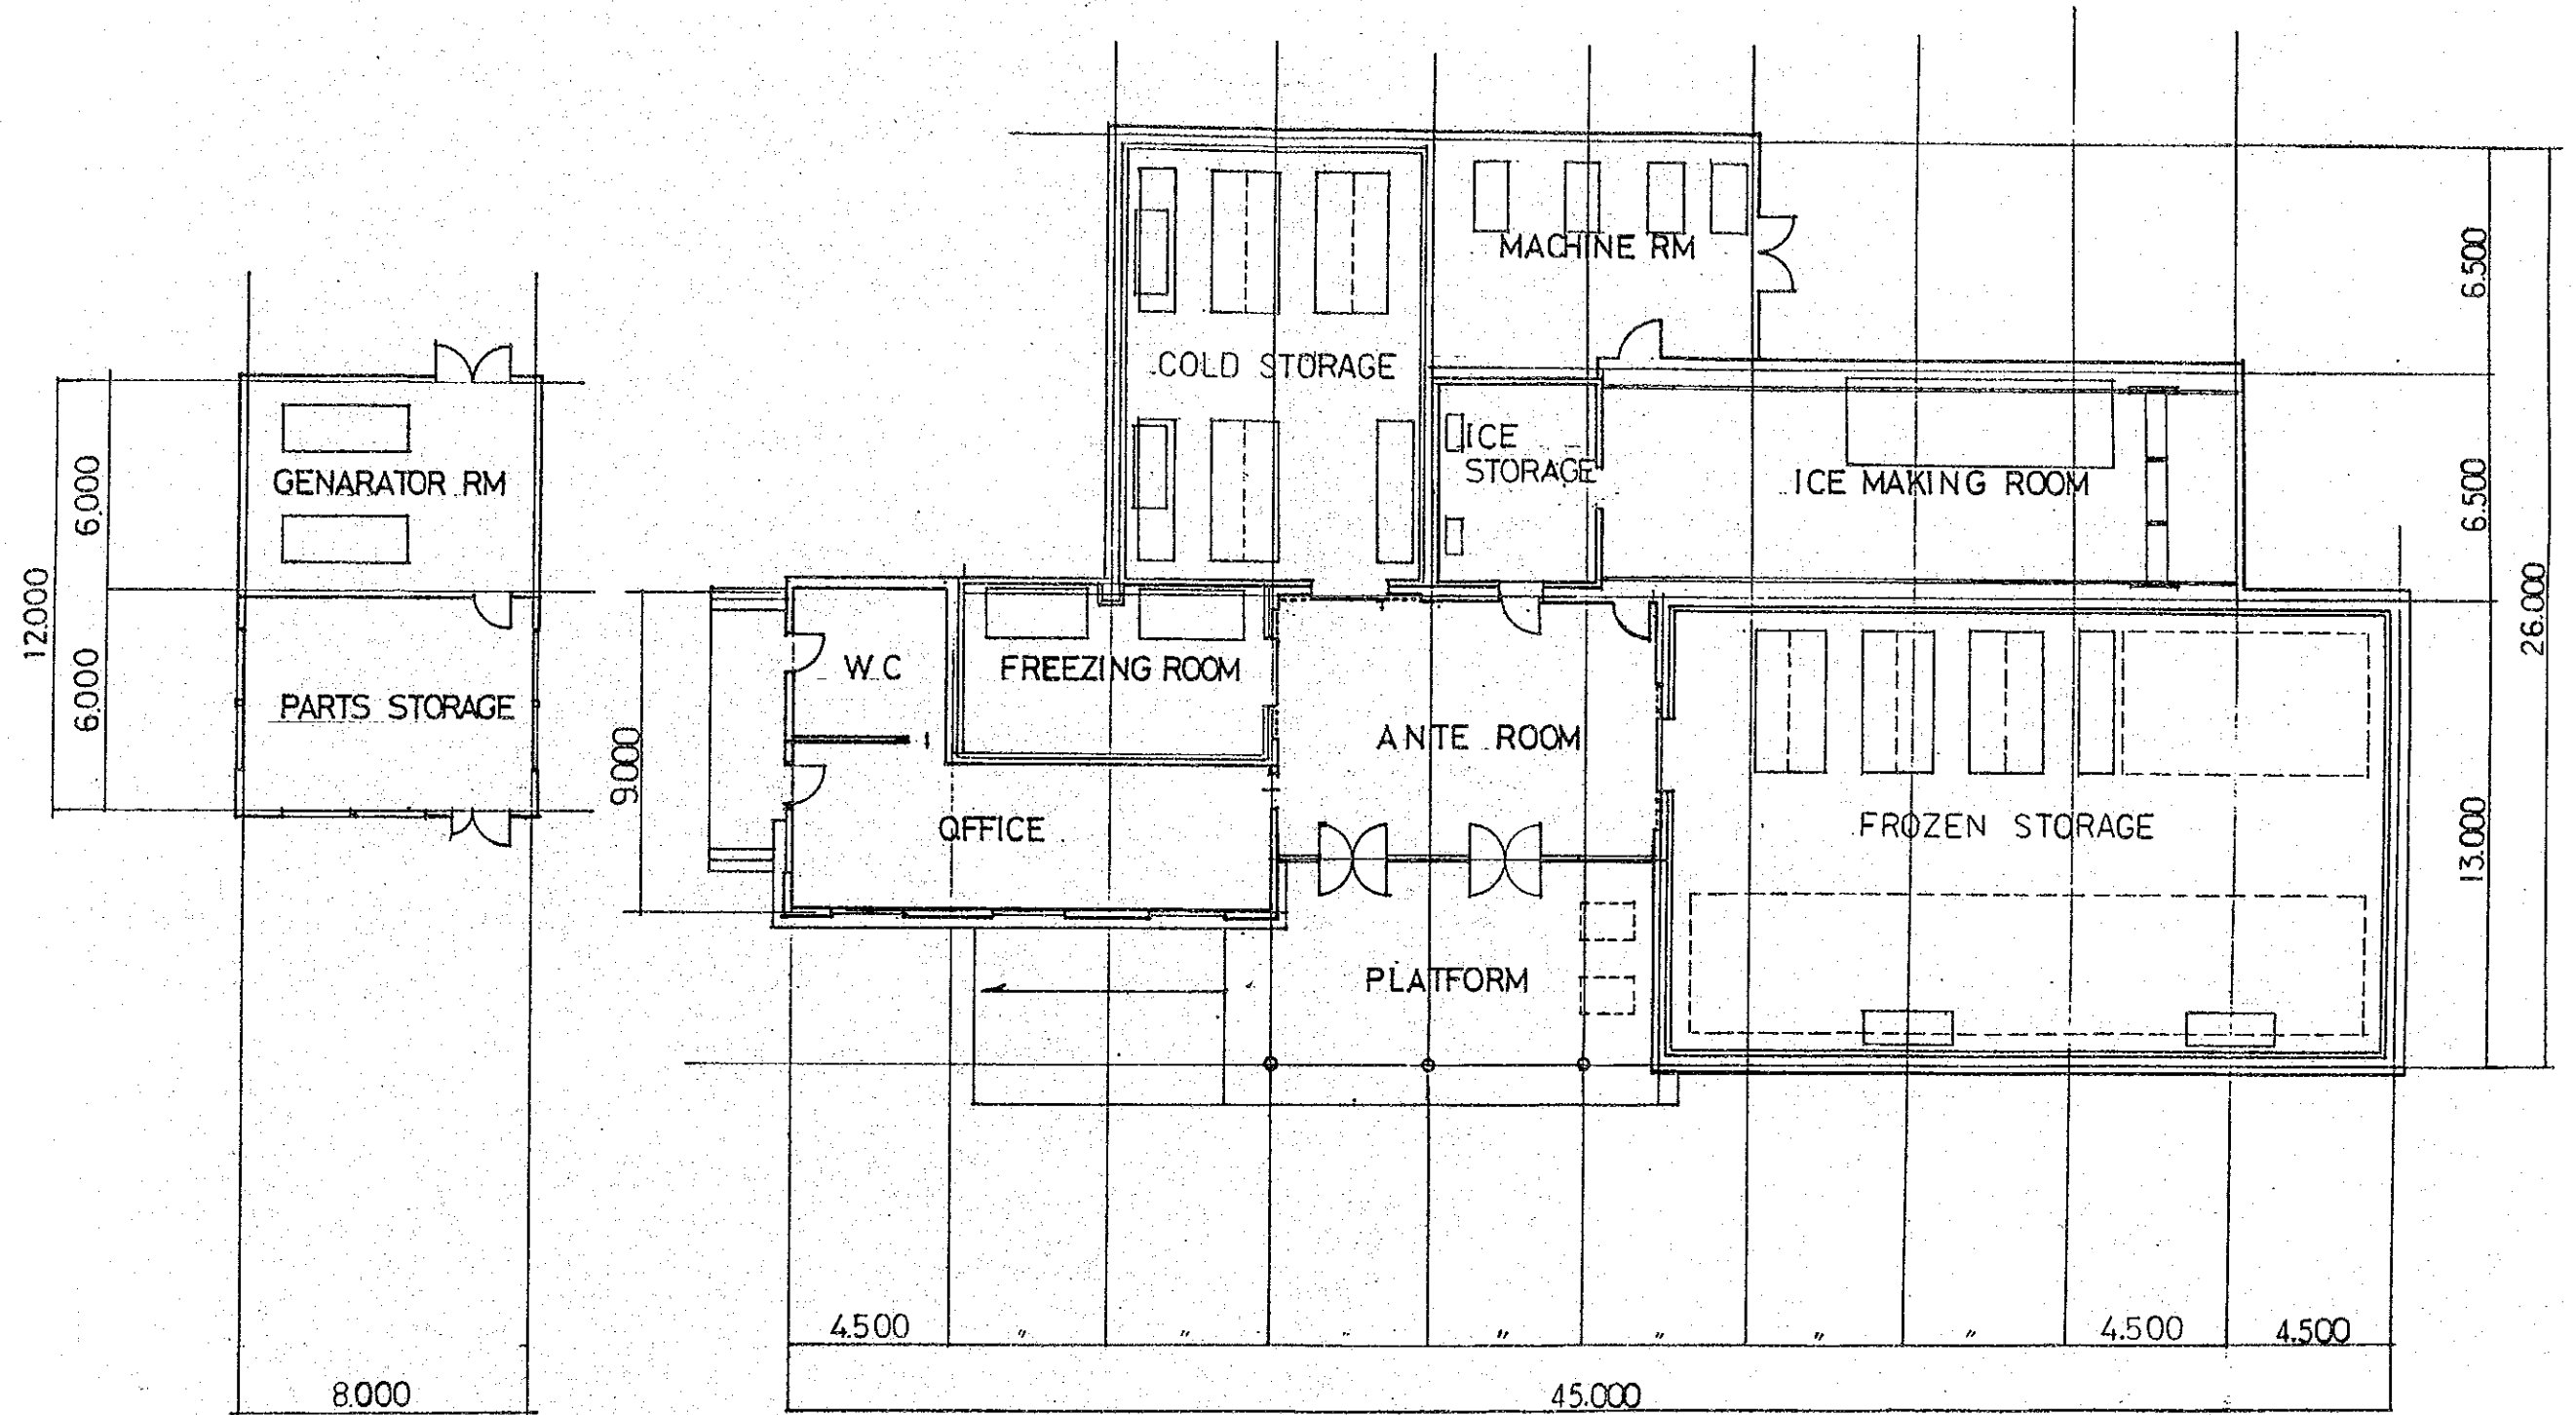 MACHINE RM
6.500
COLD STORAGE
ICE
STORAGE
ICE MAKING ROOM
6.500
GENARATOR RM
6.000
12.000
26.000
W.C
FREEZING ROOM
6.000
PARTS STORAGE
ANTE ROOM
9.000
OFFICE
FROZEN STORAGE
13.000
PLATFORM
4.500 " " " " " " " 4.500 4.500
8.000
45.000